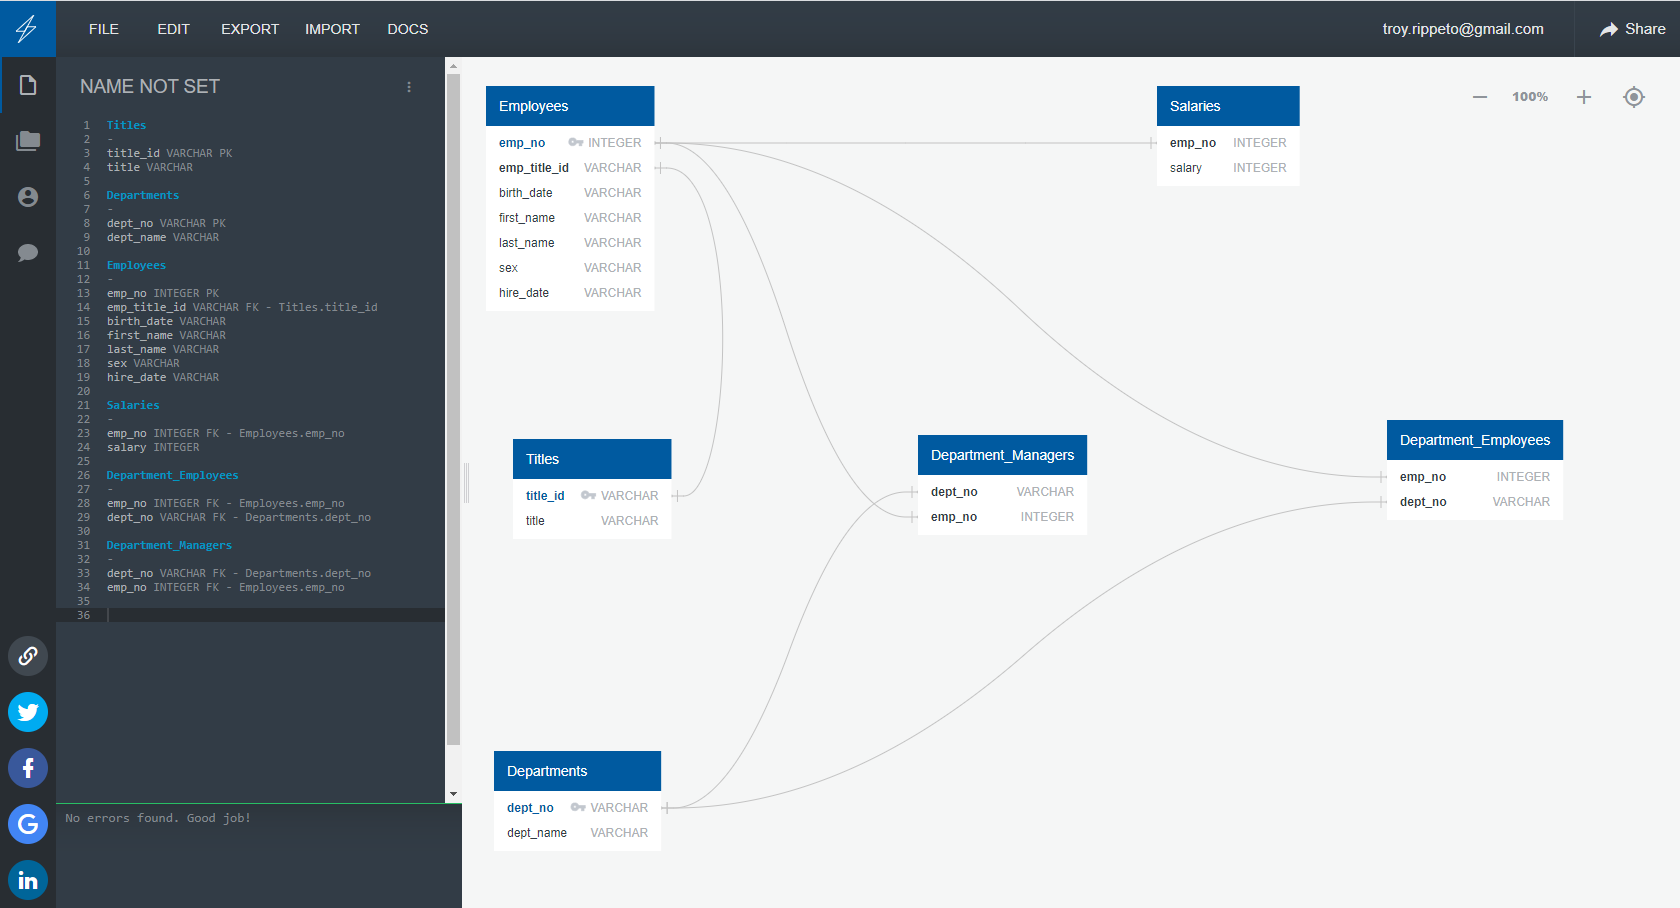 FILE EDIT EXPORT IMPORT DOCS troy.rippeto@gmail.com Share
NAME NOT SET
1 Titles
2 -
3 title_id VARCHAR PK
4 title VARCHAR
5
6 Departments
7 -
8 dept_no VARCHAR PK
9 dept_name VARCHAR
10
11 Employees
12 -
13 emp_no INTEGER PK
14 emp_title_id VARCHAR FK - Titles.title_id
15 birth_date VARCHAR
16 first_name VARCHAR
17 last_name VARCHAR
18 sex VARCHAR
19 hire_date VARCHAR
20
21 Salaries
22 -
23 emp_no INTEGER FK - Employees.emp_no
24 salary INTEGER
25
26 Department_Employees
27 -
28 emp_no INTEGER FK - Employees.emp_no
29 dept_no VARCHAR FK - Departments.dept_no
30
31 Department_Managers
32 -
33 dept_no VARCHAR FK - Departments.dept_no
34 emp_no INTEGER FK - Employees.emp_no
35
36
No errors found. Good job!
Employees
emp_no INTEGER
emp_title_id VARCHAR
birth_date VARCHAR
first_name VARCHAR
last_name VARCHAR
sex VARCHAR
hire_date VARCHAR
Salaries
emp_no INTEGER
salary INTEGER
100%
Titles
title_id VARCHAR
title VARCHAR
Department_Managers
dept_no VARCHAR
emp_no INTEGER
Department_Employees
emp_no INTEGER
dept_no VARCHAR
Departments
dept_no VARCHAR
dept_name VARCHAR